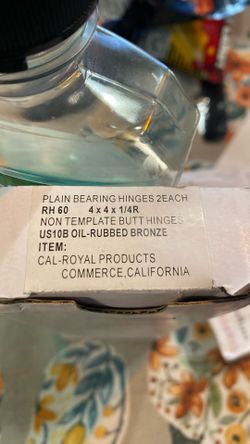 PLAIN BEARING HINGES 2EACH
RH 60 4 x 4 x 1/4R
NON TEMPLATE BUTT HINGES
US10B OIL-RUBBED BRONZE
ITEM:
CAL-ROYAL PRODUCTS
COMMERCE,CALIFORNIA